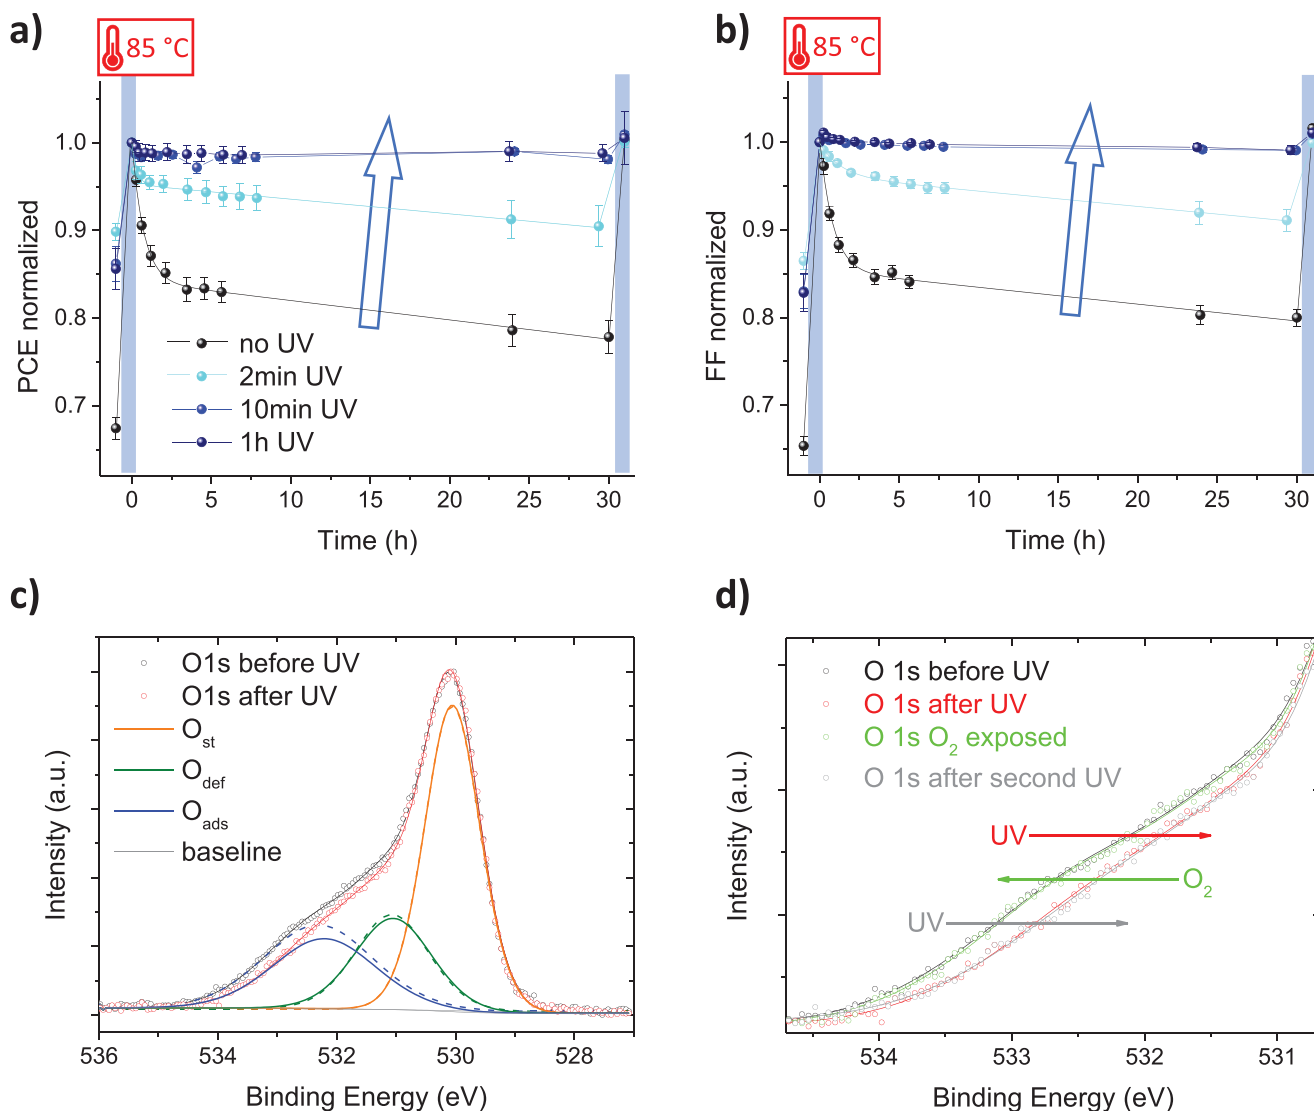 a)
85 °C
PCE normalized
1.0
0.9
0.8
0.7
no UV
2min UV
10min UV
1h UV
0 5 10 15 20 25 30
Time (h)
b)
85 °C
FF normalized
1.0
0.9
0.8
0.7
0 5 10 15 20 25 30
Time (h)
c)
O1s before UV
O1s after UV
Ost
Odef
Oads
baseline
Intensity (a.u.)
536 534 532 530 528
Binding Energy (eV)
d)
O 1s before UV
O 1s after UV
O 1s O2 exposed
O 1s after second UV
UV
O2
UV
Intensity (a.u.)
534 533 532 531
Binding Energy (eV)